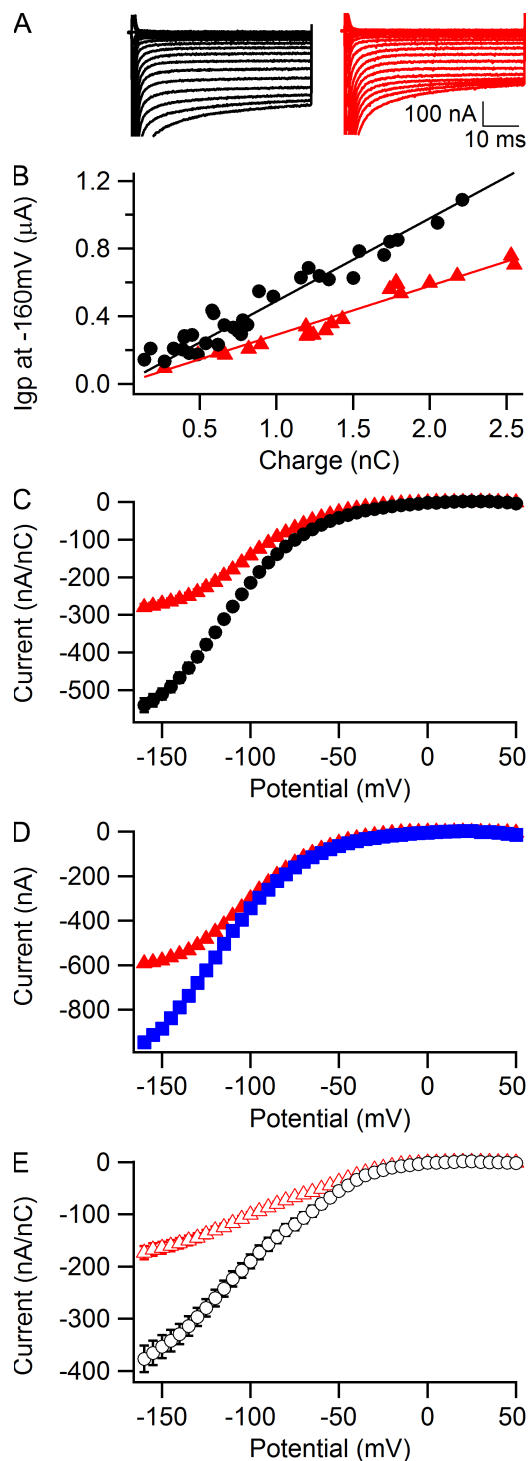 A
100 nA
10 ms
B
Igp at -160mV (µA)
1.2
0.8
0.4
0.0
0.5 1.0 1.5 2.0 2.5
Charge (nC)
C
Current (nA/nC)
0
-100
-200
-300
-400
-500
-150 -100 -50 0 50
Potential (mV)
D
Current (nA)
0
-200
-400
-600
-800
-150 -100 -50 0 50
Potential (mV)
E
Current (nA/nC)
0
-100
-200
-300
-400
-150 -100 -50 0 50
Potential (mV)